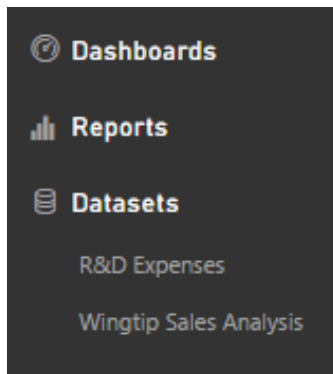 Dashboards
Reports
Datasets
R&D Expenses
Wingtip Sales Analysis